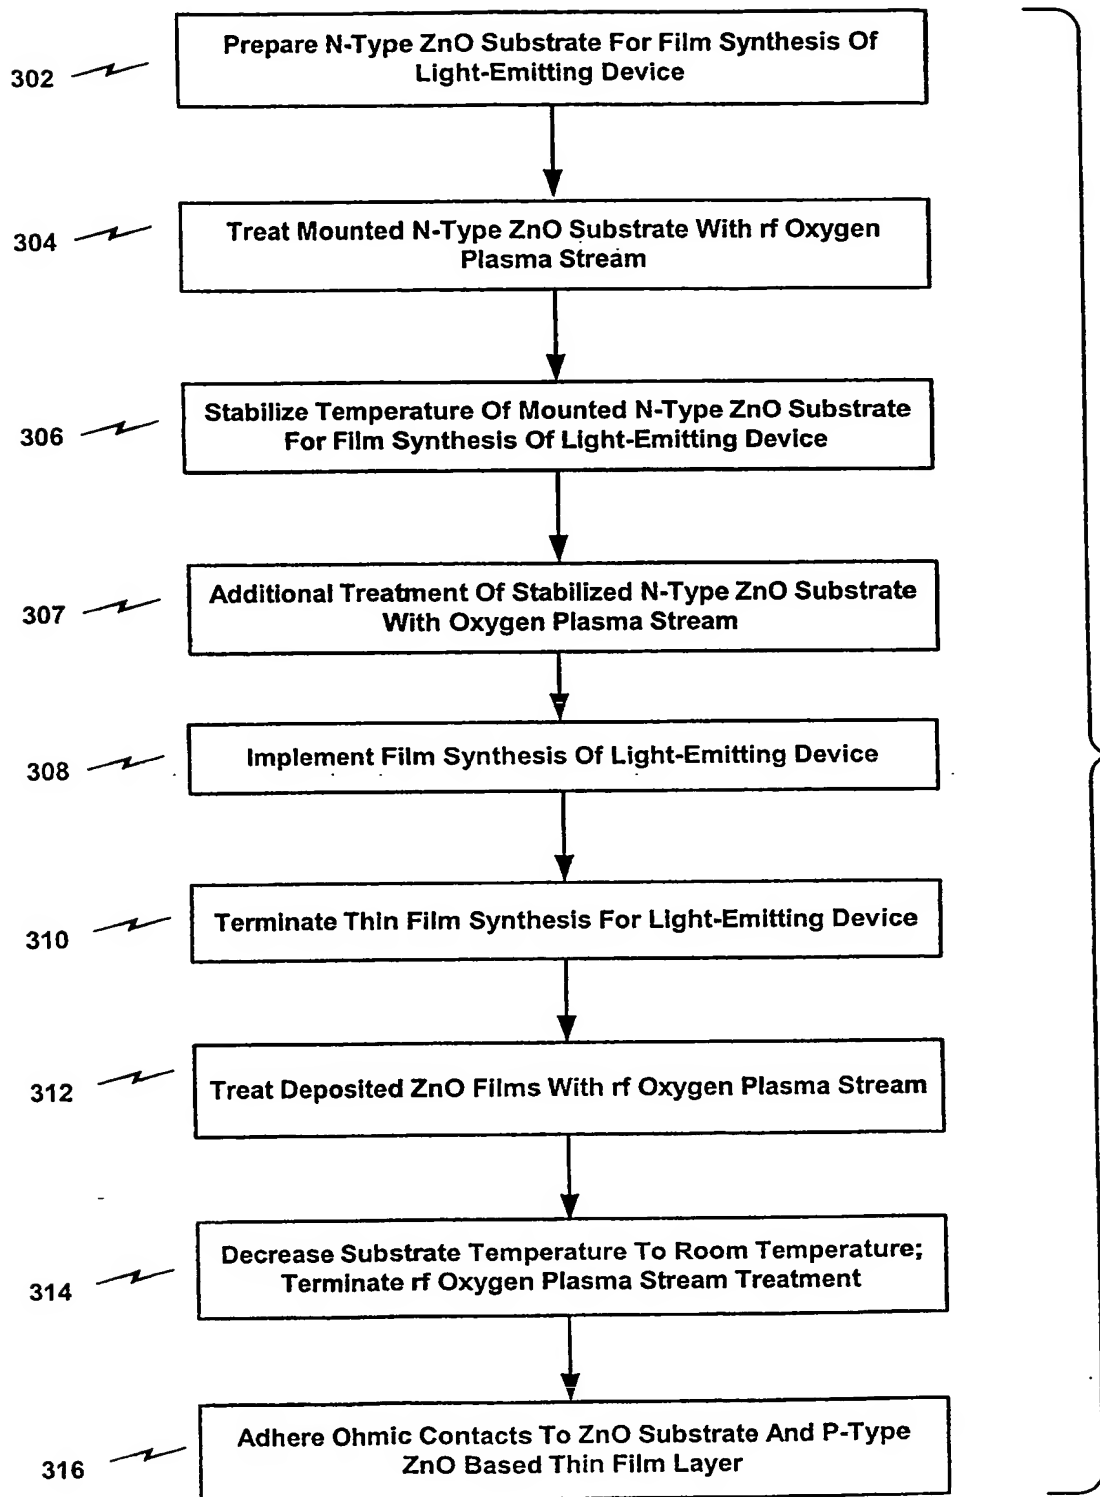 302
Prepare N-Type ZnO Substrate For Film Synthesis Of
Light-Emitting Device
304
Treat Mounted N-Type ZnO Substrate With rf Oxygen
Plasma Stream
306
Stabilize Temperature Of Mounted N-Type ZnO Substrate
For Film Synthesis Of Light-Emitting Device
307
Additional Treatment Of Stabilized N-Type ZnO Substrate
With Oxygen Plasma Stream
308
Implement Film Synthesis Of Light-Emitting Device
310
Terminate Thin Film Synthesis For Light-Emitting Device
312
Treat Deposited ZnO Films With rf Oxygen Plasma Stream
314
Decrease Substrate Temperature To Room Temperature;
Terminate rf Oxygen Plasma Stream Treatment
316
Adhere Ohmic Contacts To ZnO Substrate And P-Type
ZnO Based Thin Film Layer